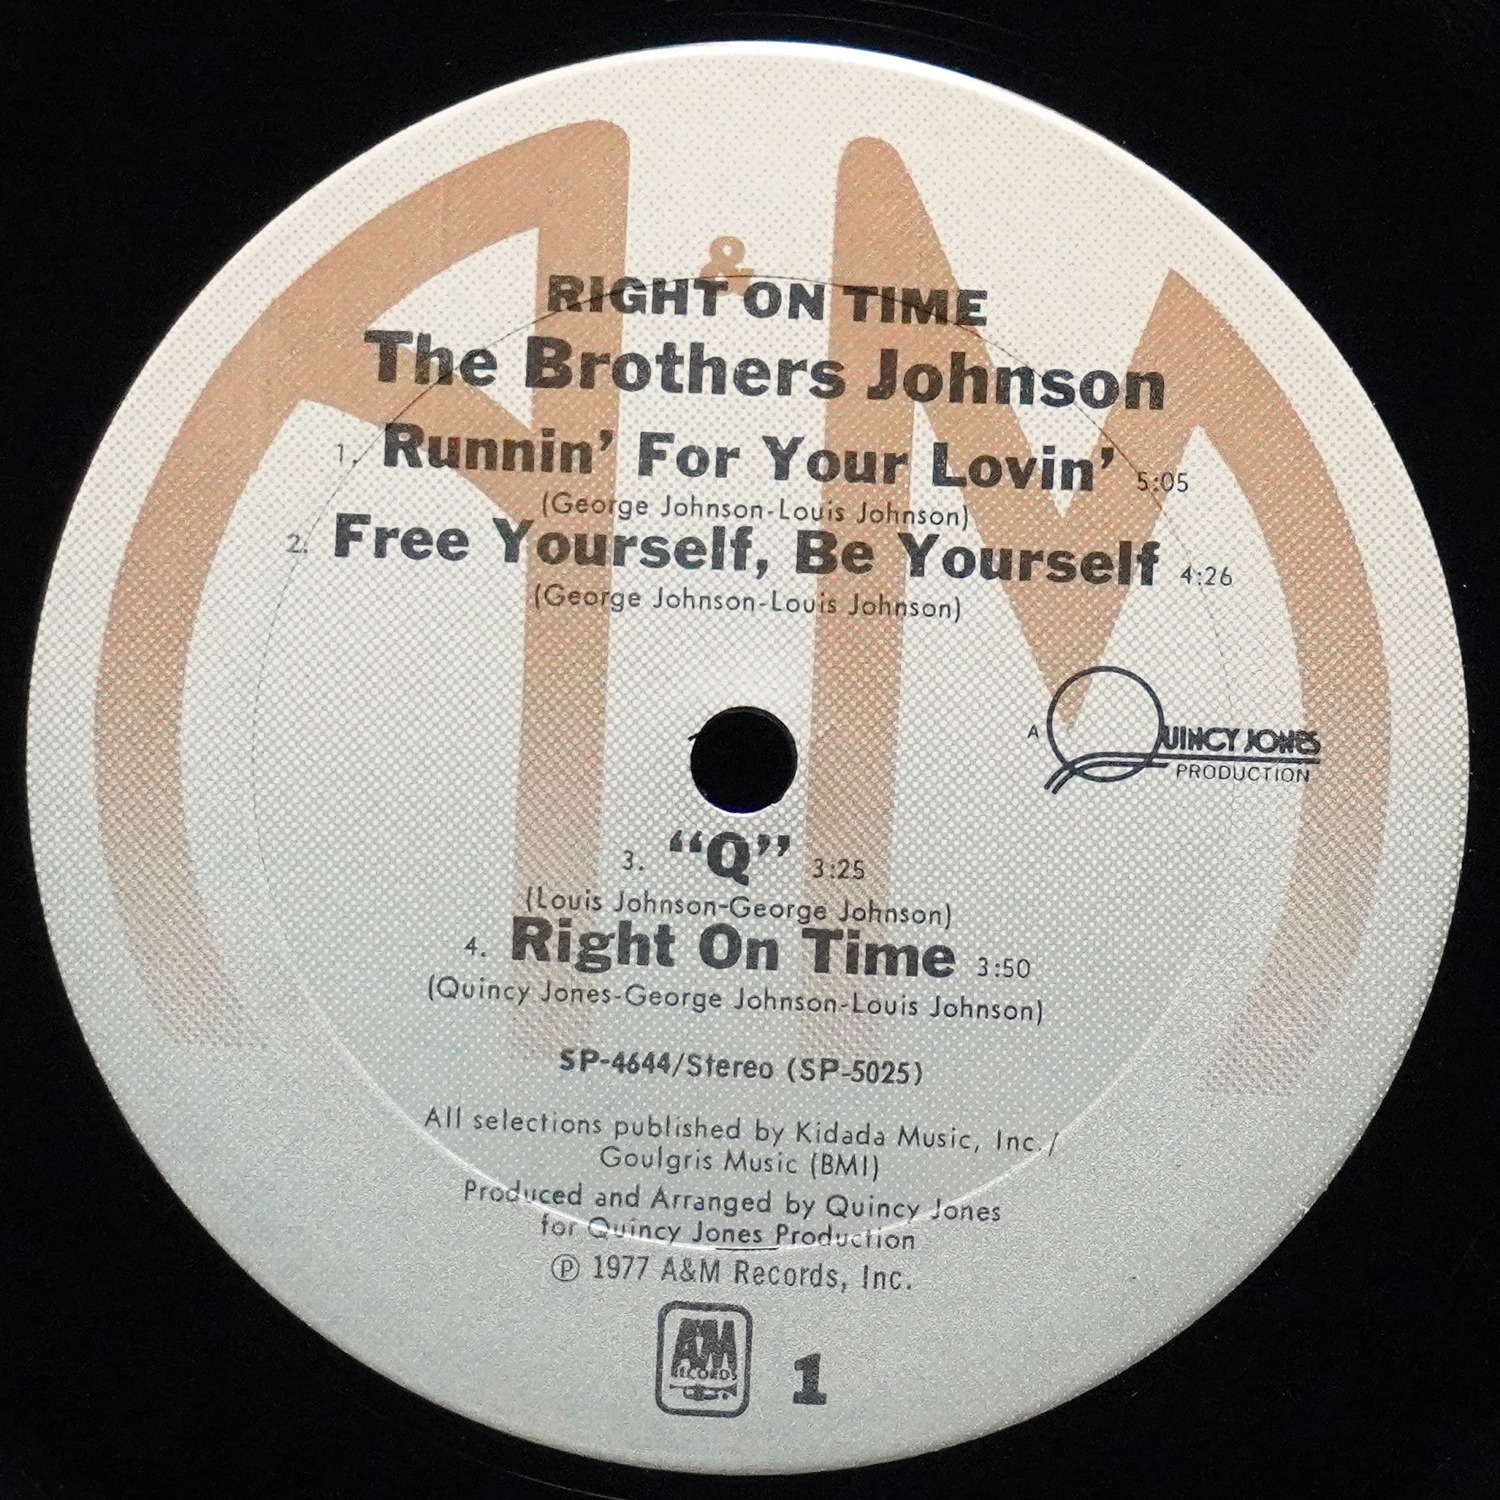 &
RIGHT ON TIME
The Brothers Johnson
1. Runnin' For Your Lovin' 5:05
(George Johnson-Louis Johnson)
2. Free Yourself, Be Yourself 4:26
(George Johnson-Louis Johnson)
A QUINCY JONES
PRODUCTION
3. “Q” 3:25
(Louis Johnson-George Johnson)
4. Right On Time 3:50
(Quincy Jones-George Johnson-Louis Johnson)
SP-4644/Stereo (SP-5025)
All selections published by Kidada Music, Inc./
Goulgris Music (BMI)
Produced and Arranged by Quincy Jones
for Quincy Jones Production
℗ 1977 A&M Records, Inc.
A&M
RECORDS
1